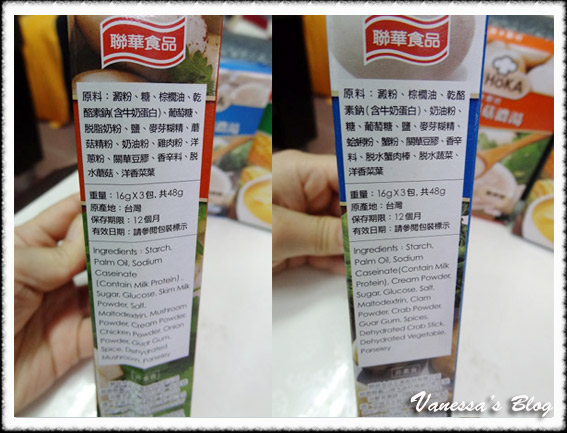 聯華食品
原料：澱粉、糖、棕櫚油、乾
酪素鈉(含牛奶蛋白)、葡萄糖、
脫脂奶粉、鹽、麥芽糊精、蘑
菇精粉、奶油粉、雞肉粉、洋
蔥粉、關華豆膠、香辛料、脫
水蘑菇、洋香菜葉
重量：16gX3包, 共48g
原產地：台灣
保存期限：12個月
有效日期：請參閱包裝標示
Ingredients : Starch,
Palm Oil, Sodium
Caseinate
(Contain Milk Protein) ,
Sugar, Glucose, Skim Milk
Powder, Salt,
Maltodextrin, Mushroom
Powder, Cream Powder,
Chicken Powder, Onion
Powder, Guar Gum,
Spice, Dehydrated
Mushroom, Parseley
聯華食品
原料：澱粉、棕櫚油、乾酪
素鈉(含牛奶蛋白)、奶油粉、
糖、葡萄糖、鹽、麥芽糊精、
蛤蜊粉、蟹粉、關華豆膠、香辛
料、脫水蟹肉棒、脫水蔬菜、
洋香菜葉
重量：16gX3包, 共48g
原產地：台灣
保存期限：12個月
有效日期：請參閱包裝標示
Ingredients : Starch,
Palm Oil, Sodium
Caseinate(Contain Milk
Protein), Cream Powder,
Sugar, Glucose, Salt,
Maltodextrin, Clam
Powder, Crab Powder,
Guar Gum, Spices,
Dehydrated Crab Stick,
Dehydrated Vegetable,
Parseley
HOKA
濃湯
Vanessa's Blog